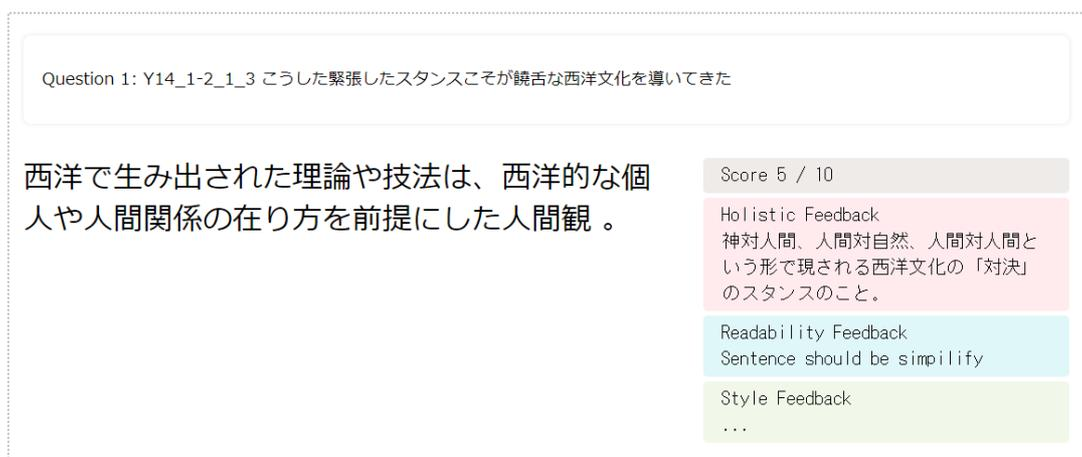 Question 1: Y14_1-2_1_3 こうした緊張したスタンスこそが饒舌な西洋文化を導いてきた
西洋で生み出された理論や技法は、西洋的な個
人や人間関係の在り方を前提にした人間観 。
Score 5 / 10
Holistic Feedback
神対人間、人間対自然、人間対人間と
いう形で現される西洋文化の「対決」
のスタンスのこと。
Readability Feedback
Sentence should be simpilify
Style Feedback
...